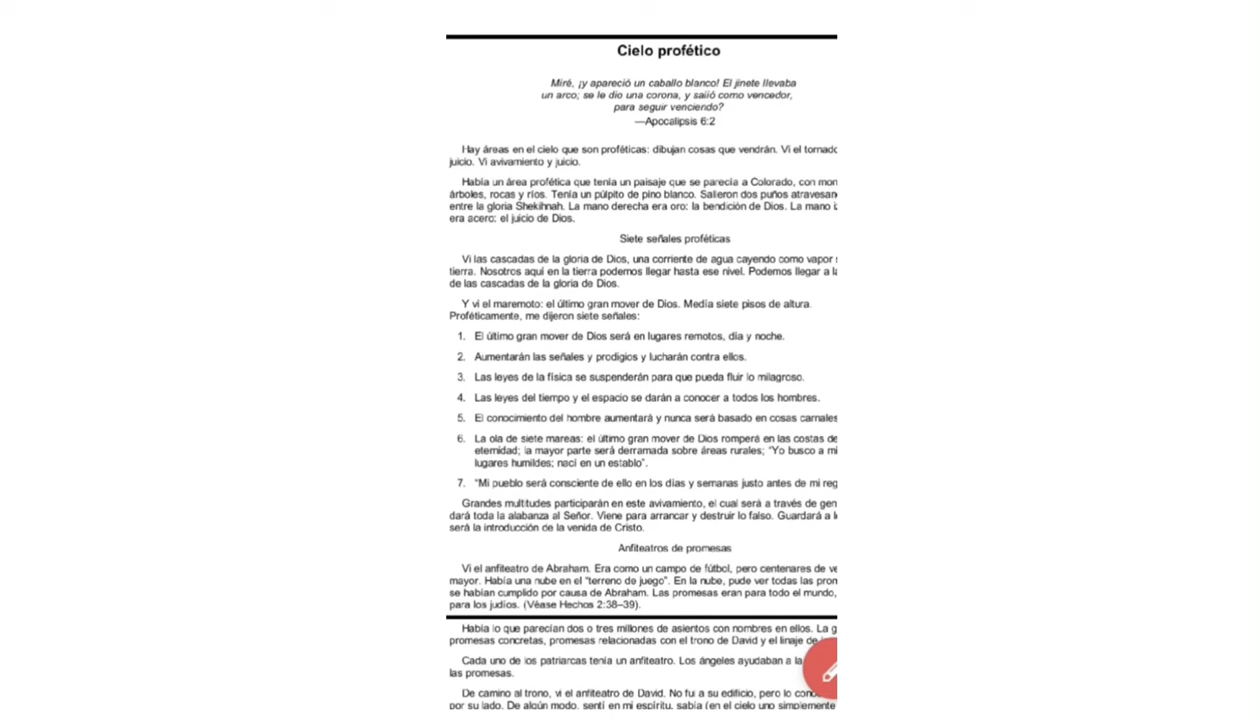 Cielo profético
Miré, ¡y apareció un caballo blanco! El jinete llevaba
un arco; se le dio una corona, y salió como vencedor,
para seguir venciendo?
—Apocalipsis 6:2
Hay áreas en el cielo que son proféticas: dibujan cosas que vendrán. Vi el tornado
juicio. Vi avivamiento y juicio.
Había un área profética que tenía un paisaje que se parecía a Colorado, con mon
árboles, rocas y ríos. Tenía un púlpito de pino blanco. Salieron dos puños atravesan
entre la gloria Shekihnah. La mano derecha era oro: la bendición de Dios. La mano i
era acero: el juicio de Dios.
Siete señales proféticas
Vi las cascadas de la gloria de Dios, una corriente de agua cayendo como vapor
tierra. Nosotros aquí en la tierra podemos llegar hasta ese nivel. Podemos llegar a la
de las cascadas de la gloria de Dios.
Y vi el maremoto: el último gran mover de Dios. Medía siete pisos de altura.
Proféticamente, me dijeron siete señales:
1. El último gran mover de Dios será en lugares remotos, día y noche.
2. Aumentarán las señales y prodigios y lucharán contra ellos.
3. Las leyes de la física se suspenderán para que pueda fluir lo milagroso.
4. Las leyes del tiempo y el espacio se darán a conocer a todos los hombres.
5. El conocimiento del hombre aumentará y nunca será basado en cosas carnales
6. La ola de siete mareas: el último gran mover de Dios romperá en las costas de
eternidad; la mayor parte será derramada sobre áreas rurales; "Yo busco a mi
lugares humildes; nací en un establo".
7. "Mi pueblo será consciente de ello en los días y semanas justo antes de mi reg
Grandes multitudes participarán en este avivamiento, el cual será a través de gen
dará toda la alabanza al Señor. Viene para arrancar y destruir lo falso. Guardará a l
será la introducción de la venida de Cristo.
Anfiteatros de promesas
Vi el anfiteatro de Abraham. Era como un campo de fútbol, pero centenares de ve
mayor. Había una nube en el "terreno de juego". En la nube, pude ver todas las prom
se habían cumplido por causa de Abraham. Las promesas eran para todo el mundo,
para los judíos. (Véase Hechos 2:38–39).
Había lo que parecían dos o tres millones de asientos con nombres en ellos. La g
promesas concretas, promesas relacionadas con el trono de David y el linaje de
Cada uno de los patriarcas tenía un anfiteatro. Los ángeles ayudaban a la
las promesas.
De camino al trono, vi el anfiteatro de David. No fui a su edificio, pero lo
por su lado. De algún modo, sentí en mi espíritu, sabía (en el cielo uno simplemente